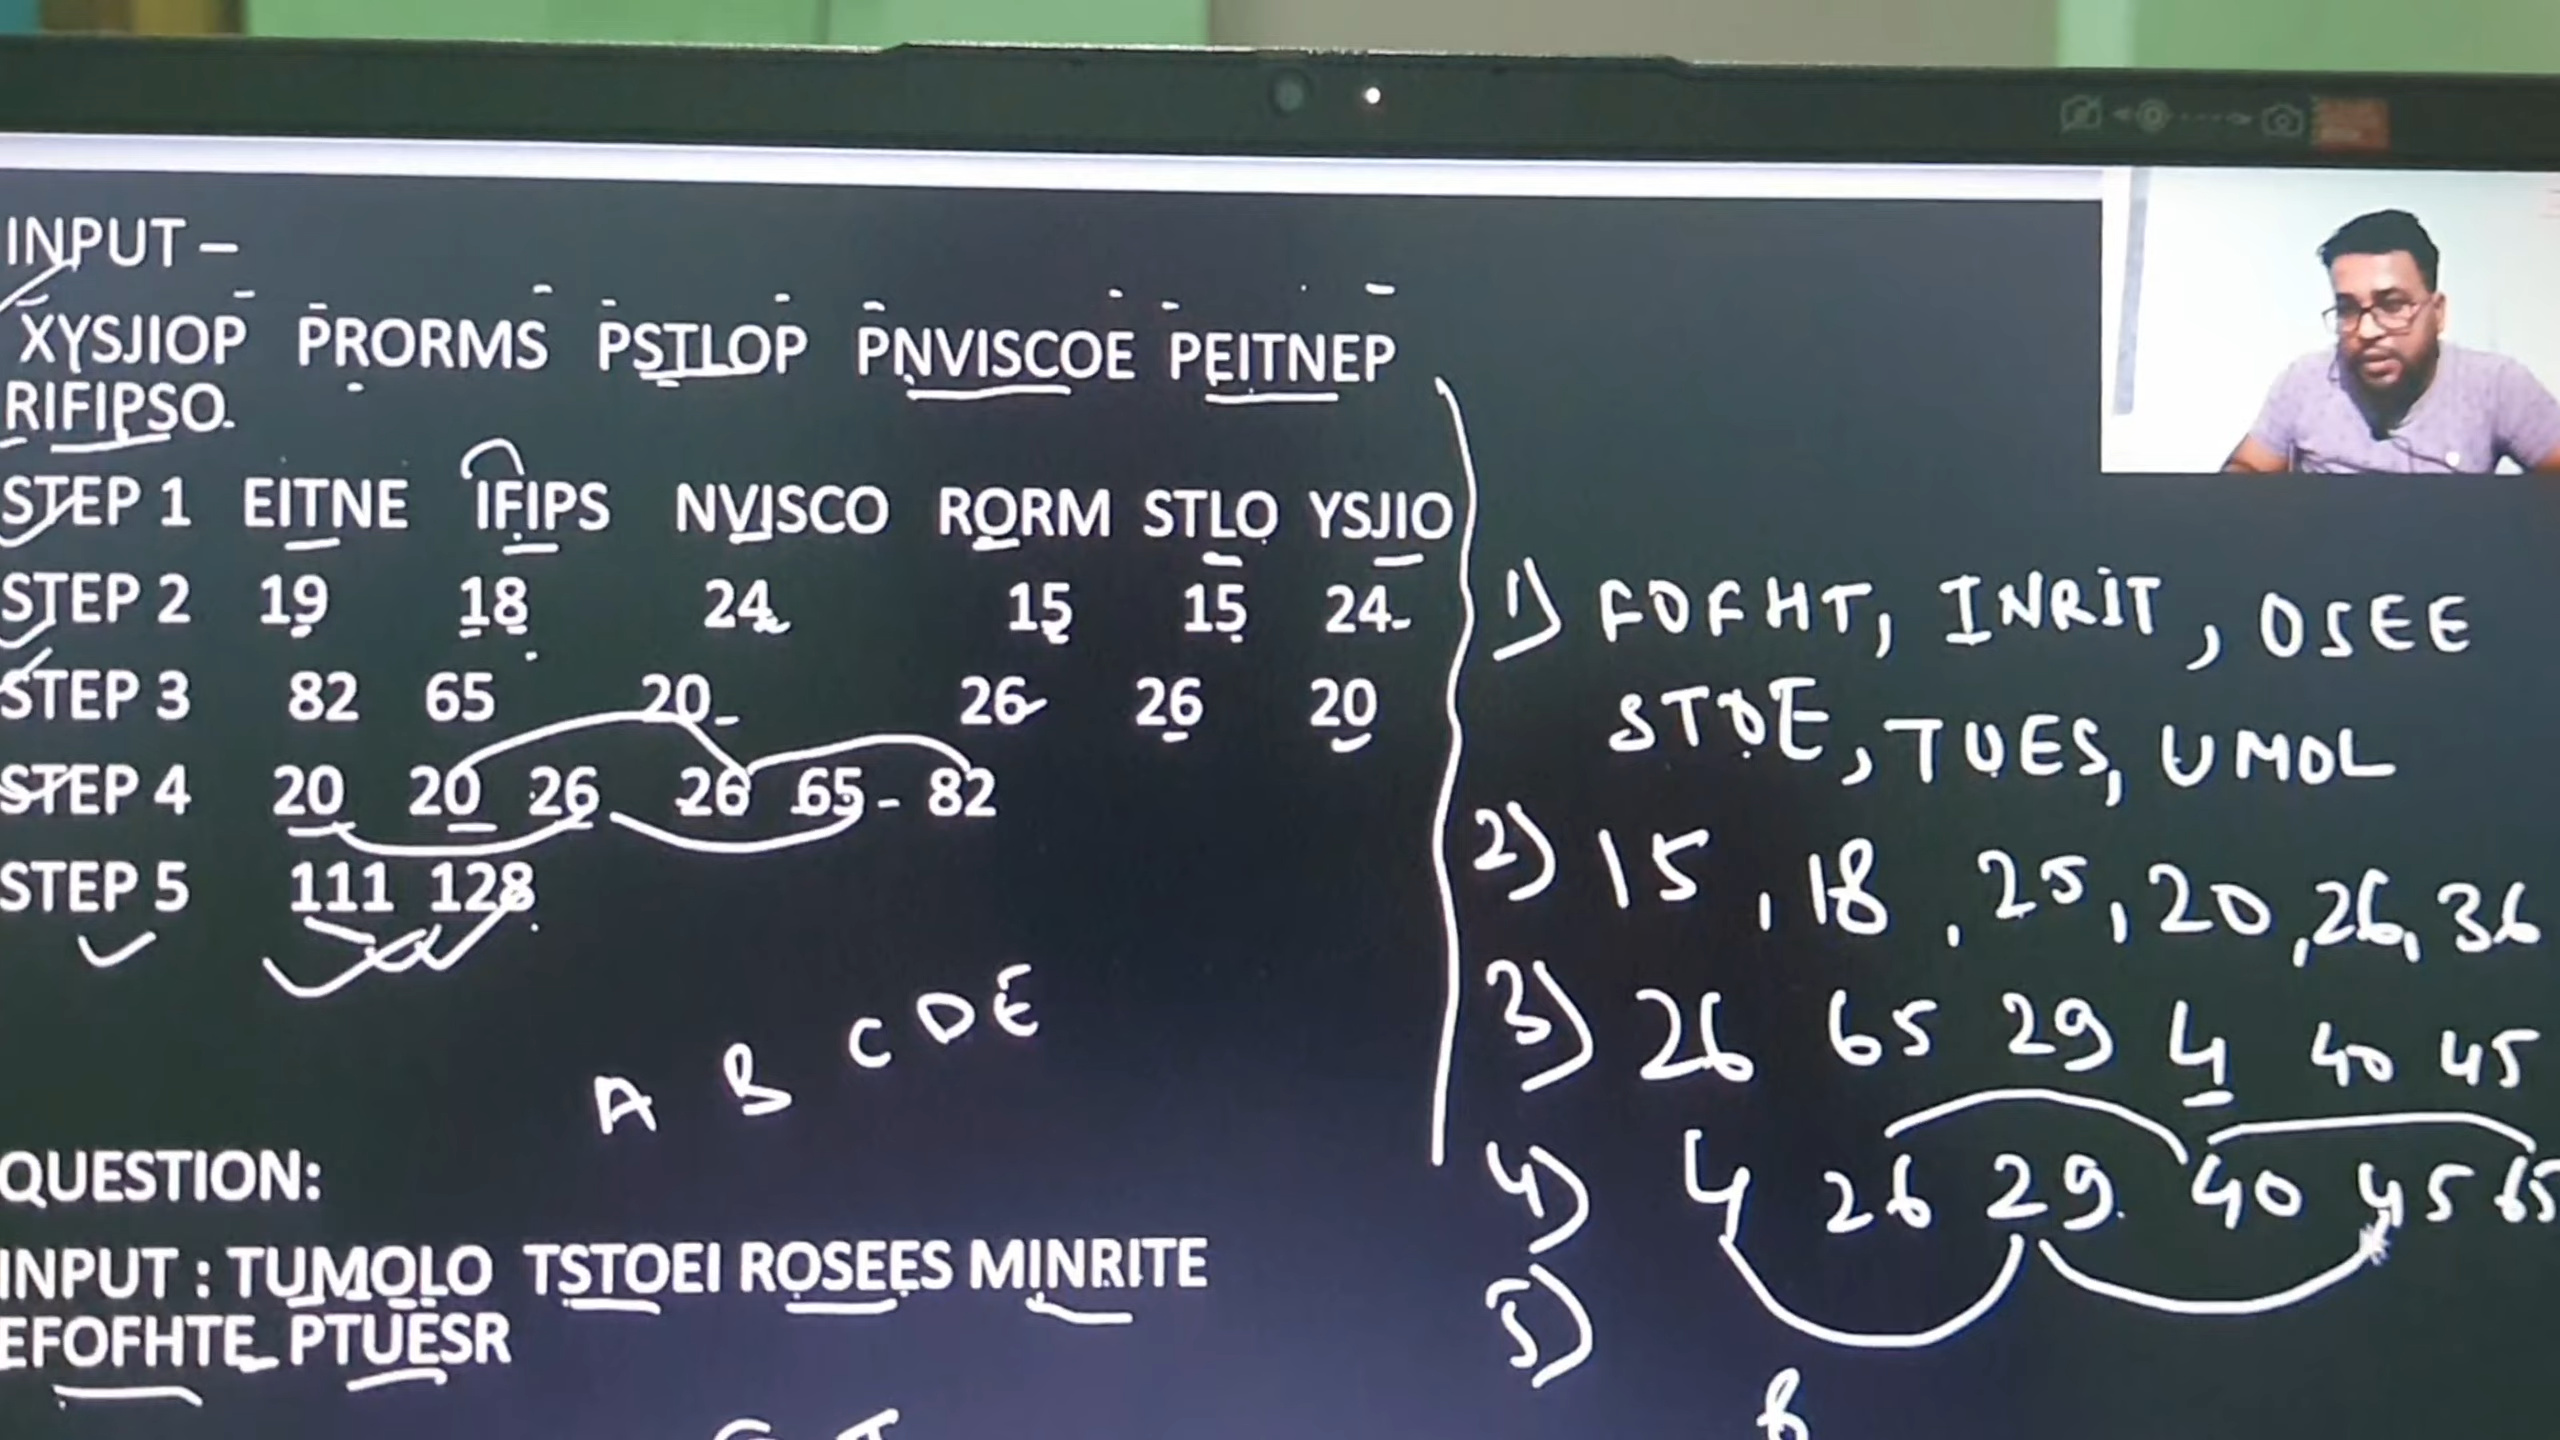 INPUT –
XYSJIOP PRORMS PSTLOP PNVISCOE PEITNEP
RIFIPSO
STEP 1 EITNE IFIPS NVISCO RORM STLO YSJIO
STEP 2 19 18 24 15 15 24
STEP 3 82 65 20 26 26 20
STEP 4 20 20 26 26 65 82
STEP 5 111 128
A B C D E
QUESTION:
INPUT : TUMOLO TSTOEI ROSEES MINRITE
EFOFHTE PTUESR
1) FOFHT, INRIT, OSEE
STOE, TUES, UMOL
2) 15, 18, 25, 20, 26, 36
3) 26 65 29 4 40 45
4) 4 26 29 40 45 65
5)